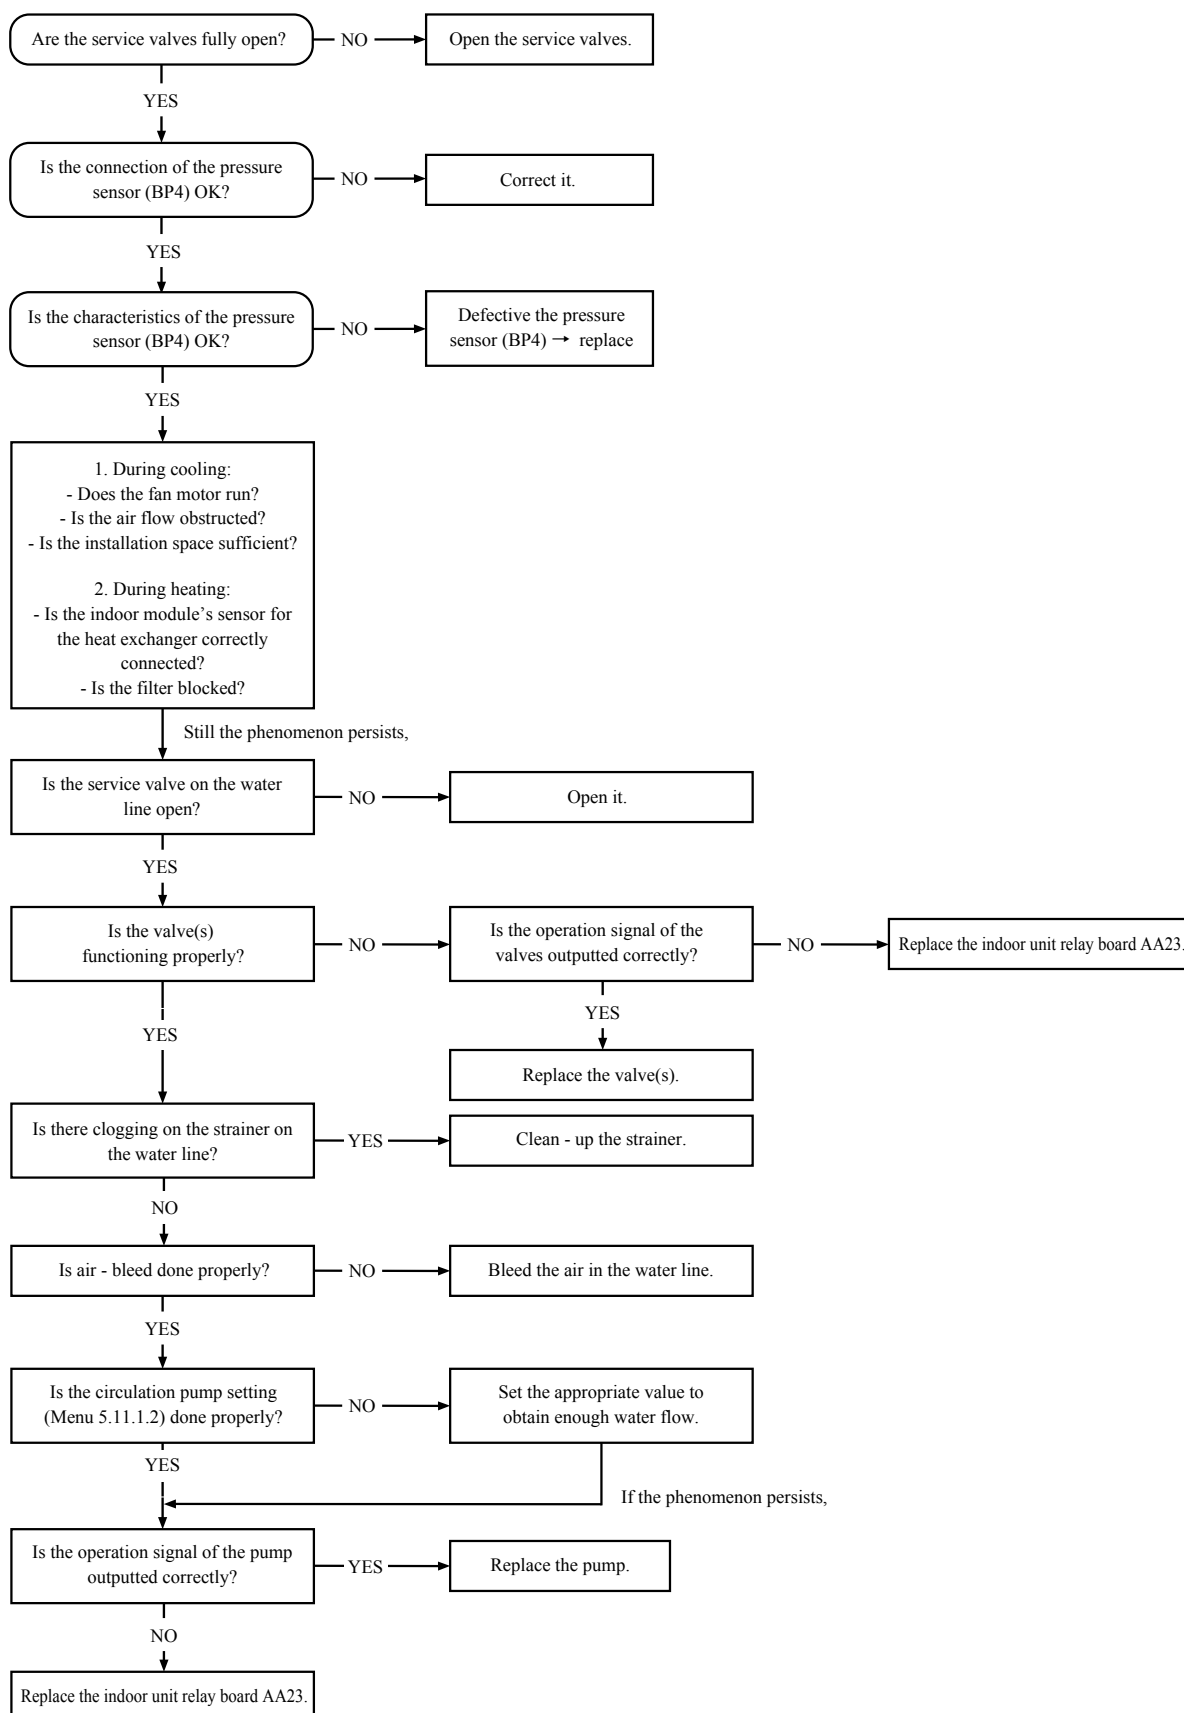 Are the service valves fully open?
NO
Open the service valves.
YES
Is the connection of the pressure
sensor (BP4) OK?
NO
Correct it.
YES
Is the characteristics of the pressure
sensor (BP4) OK?
NO
Defective the pressure
sensor (BP4) → replace
YES
1. During cooling:
- Does the fan motor run?
- Is the air flow obstructed?
- Is the installation space sufficient?
2. During heating:
- Is the indoor module’s sensor for
the heat exchanger correctly
connected?
- Is the filter blocked?
Still the phenomenon persists,
Is the service valve on the water
line open?
NO
Open it.
YES
Is the valve(s)
functioning properly?
NO
Is the operation signal of the
valves outputted correctly?
NO
Replace the indoor unit relay board AA23.
YES
YES
Replace the valve(s).
Is there clogging on the strainer on
the water line?
YES
Clean - up the strainer.
NO
Is air - bleed done properly?
NO
Bleed the air in the water line.
YES
Is the circulation pump setting
(Menu 5.11.1.2) done properly?
NO
Set the appropriate value to
obtain enough water flow.
YES
If the phenomenon persists,
Is the operation signal of the pump
outputted correctly?
YES
Replace the pump.
NO
Replace the indoor unit relay board AA23.